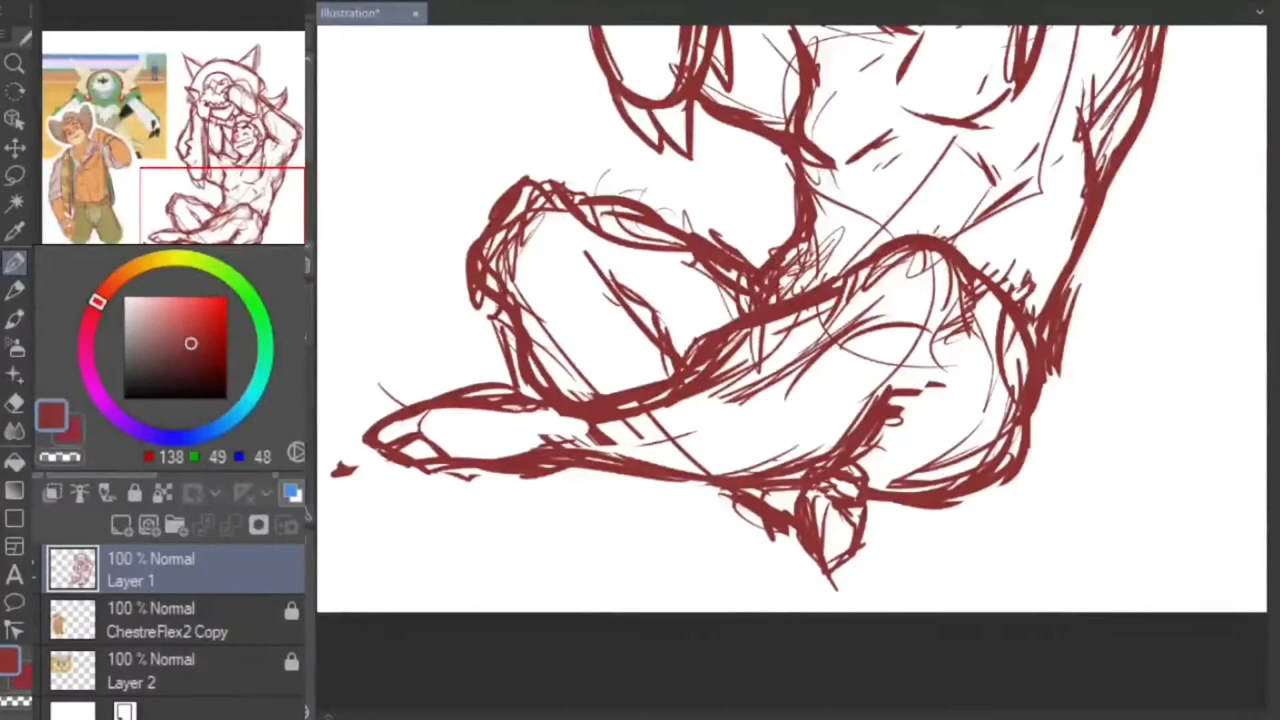 Illustration*
138 49 48
100 % Normal
Layer 1
100 % Normal
ChestreFlex2 Copy
100 % Normal
Layer 2